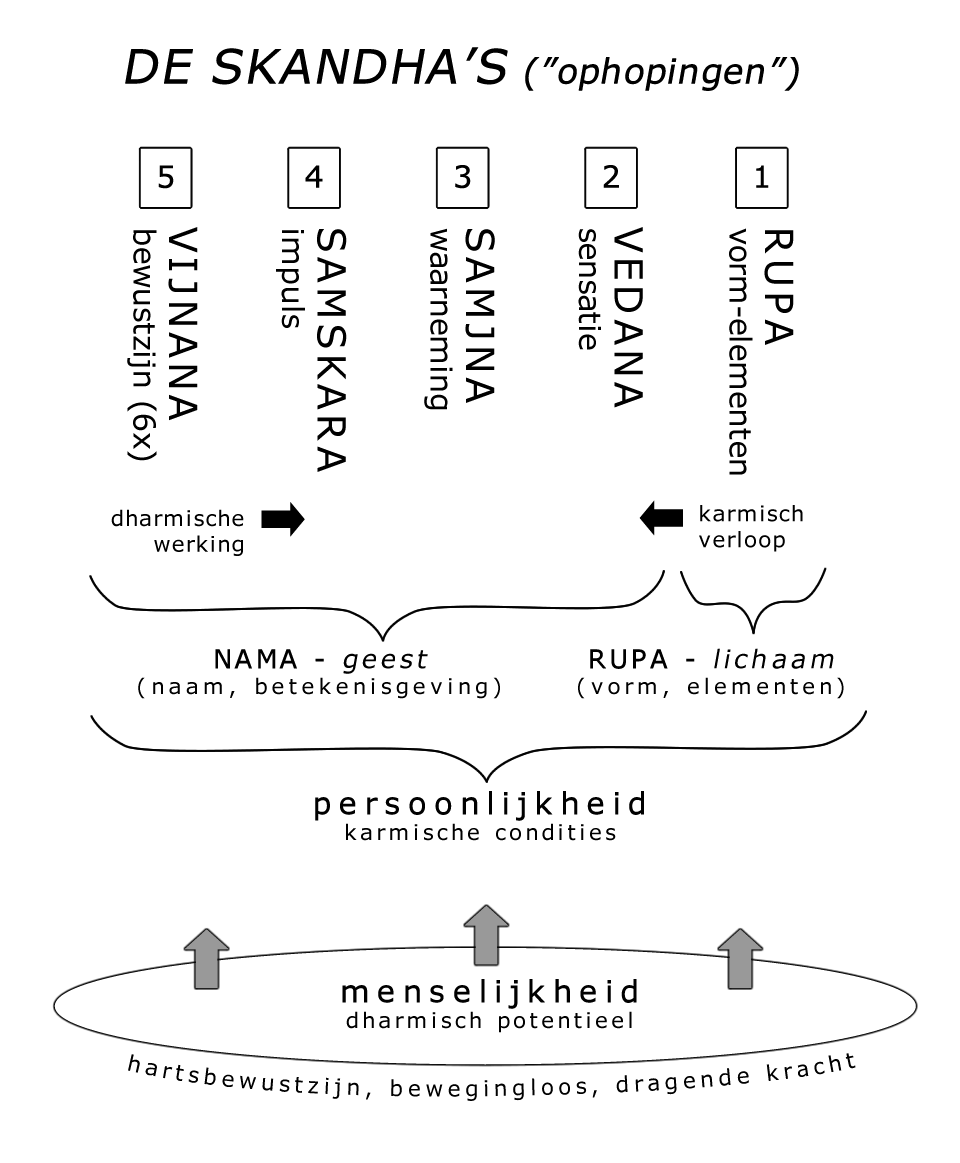 DE SKANDHA’S (”ophopingen”)
5
4
3
2
1
VIJNANA
bewustzijn (6x)
SAMSKARA
impuls
SAMJNA
waarneming
VEDANA
sensatie
RUPA
vorm-elementen
dharmische
werking
karmisch
verloop
NAMA - geest
(naam, betekenisgeving)
RUPA - lichaam
(vorm, elementen)
persoonlijkheid
karmische condities
menselijkheid
dharmisch potentieel
hartsbewustzijn, bewegingloos, dragende kracht